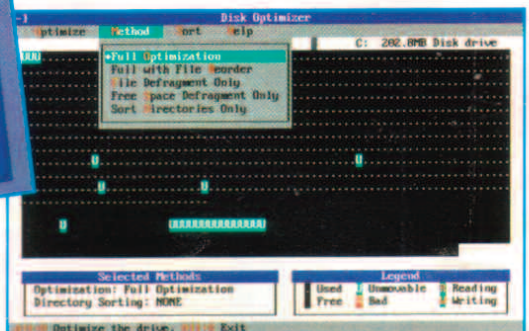 Disk Optimizer
Optimize Method Sort Help
C: 202.8MB Disk drive
Full Optimization
Full with File Reorder
File Defragment Only
Free Space Defragment Only
Sort Directories Only
UUU
U U
U U
U UUUUUUUUUUUUUU
Selected Methods
Optimization: Full Optimization
Directory Sorting: NONE
Legend
Used Unmovable Reading
Free Bad Writing
Optimize the drive. Exit